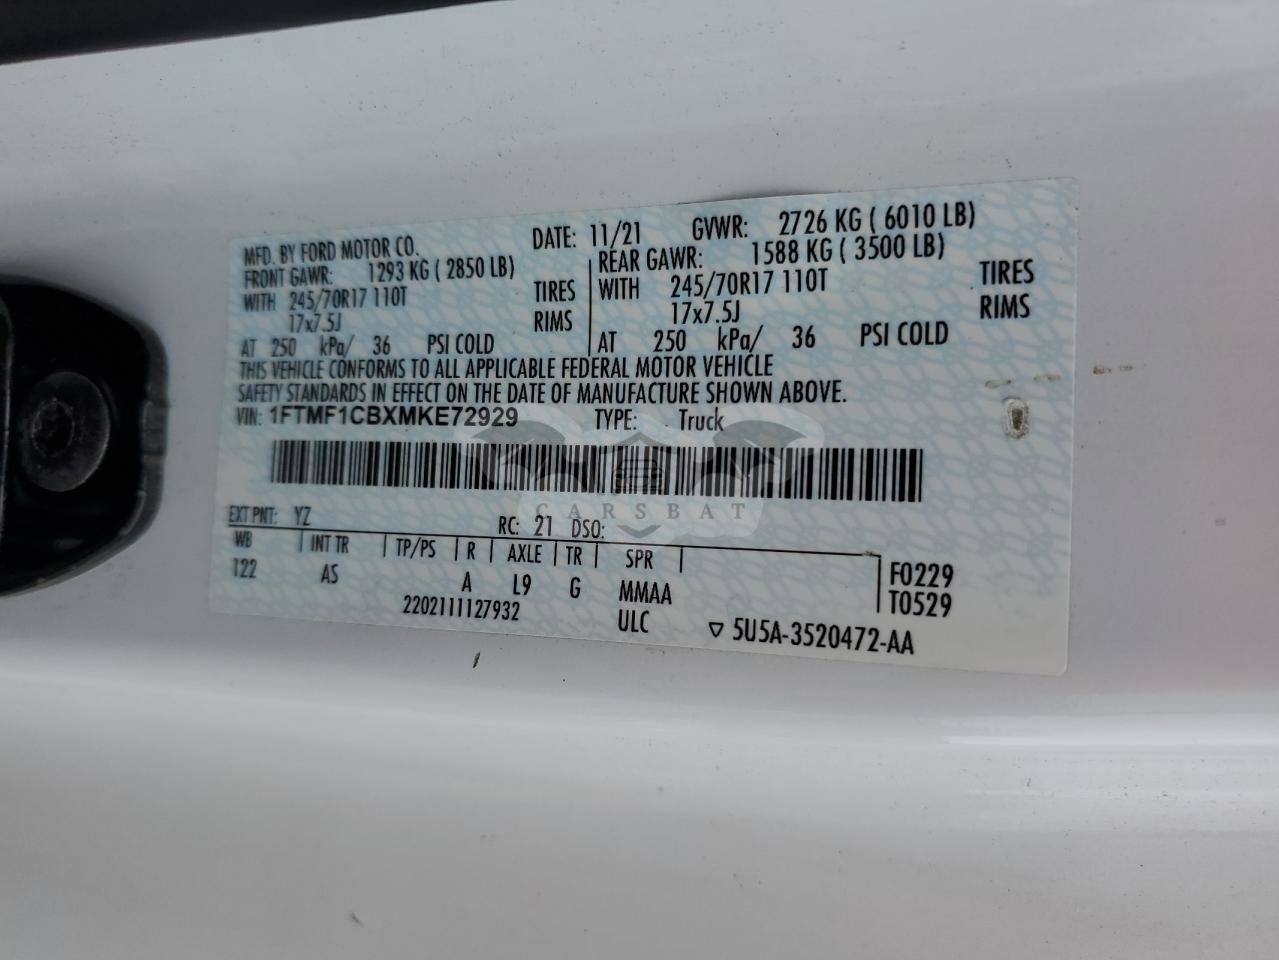 MFD. BY FORD MOTOR CO. DATE: 11/21 GVWR: 2726 KG ( 6010 LB)
FRONT GAWR: 1293 KG ( 2850 LB) REAR GAWR: 1588 KG ( 3500 LB)
WITH 245/70R17 110T TIRES WITH 245/70R17 110T TIRES
17x7.5J RIMS 17x7.5J RIMS
AT 250 kPa/ 36 PSI COLD AT 250 kPa/ 36 PSI COLD
THIS VEHICLE CONFORMS TO ALL APPLICABLE FEDERAL MOTOR VEHICLE
SAFETY STANDARDS IN EFFECT ON THE DATE OF MANUFACTURE SHOWN ABOVE.
VIN: 1FTMF1CBXMKE72929 TYPE: Truck
CARSBAT
EXT PNT: YZ RC: 21 DSO:
WB INT TR TP/PS R AXLE TR SPR
122 AS A L9 G MMAA F0229
2202111127932 ULC T0529
5U5A-3520472-AA